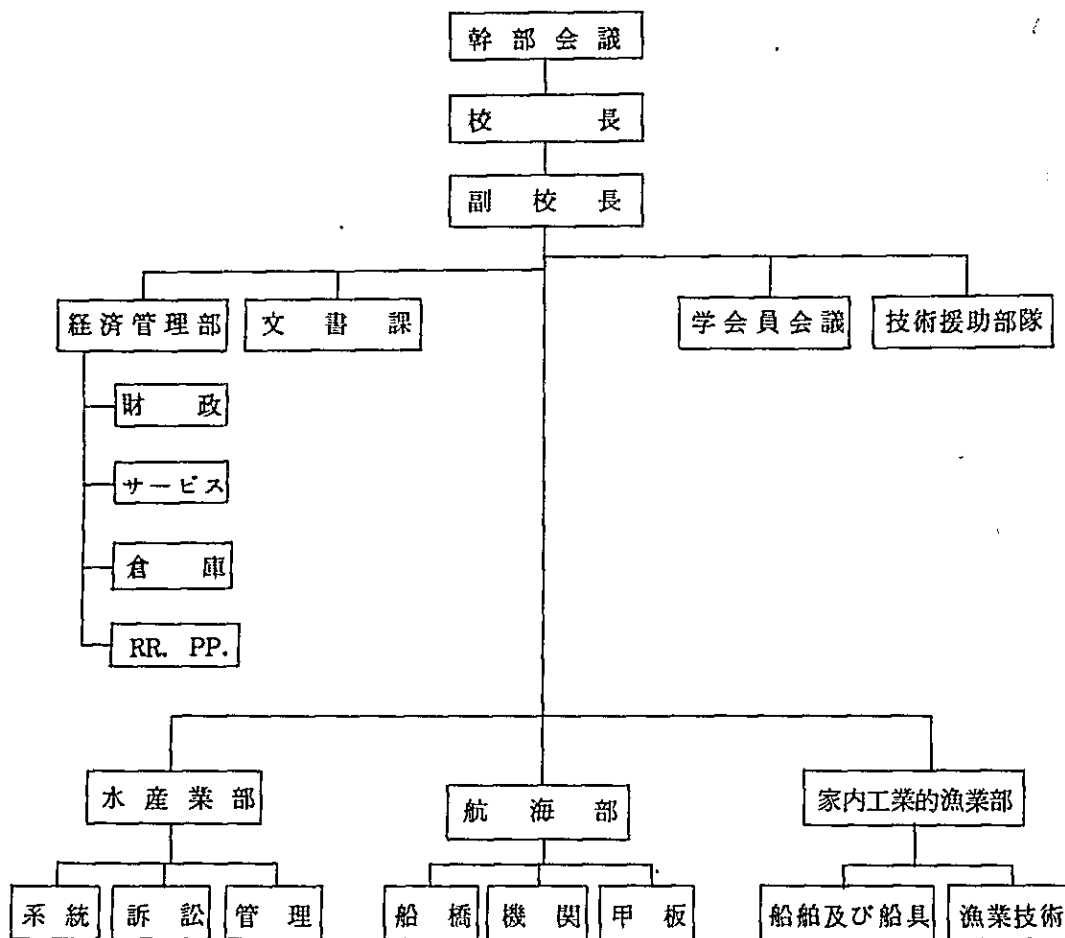 幹部会議
校長
副校長
経済管理部
文書課
学会員会議
技術援助部隊
財政
サービス
倉庫
RR. PP.
水産業部
航海部
家内工業的漁業部
系統
訴訟
管理
船橋
機関
甲板
船舶及び船具
漁業技術